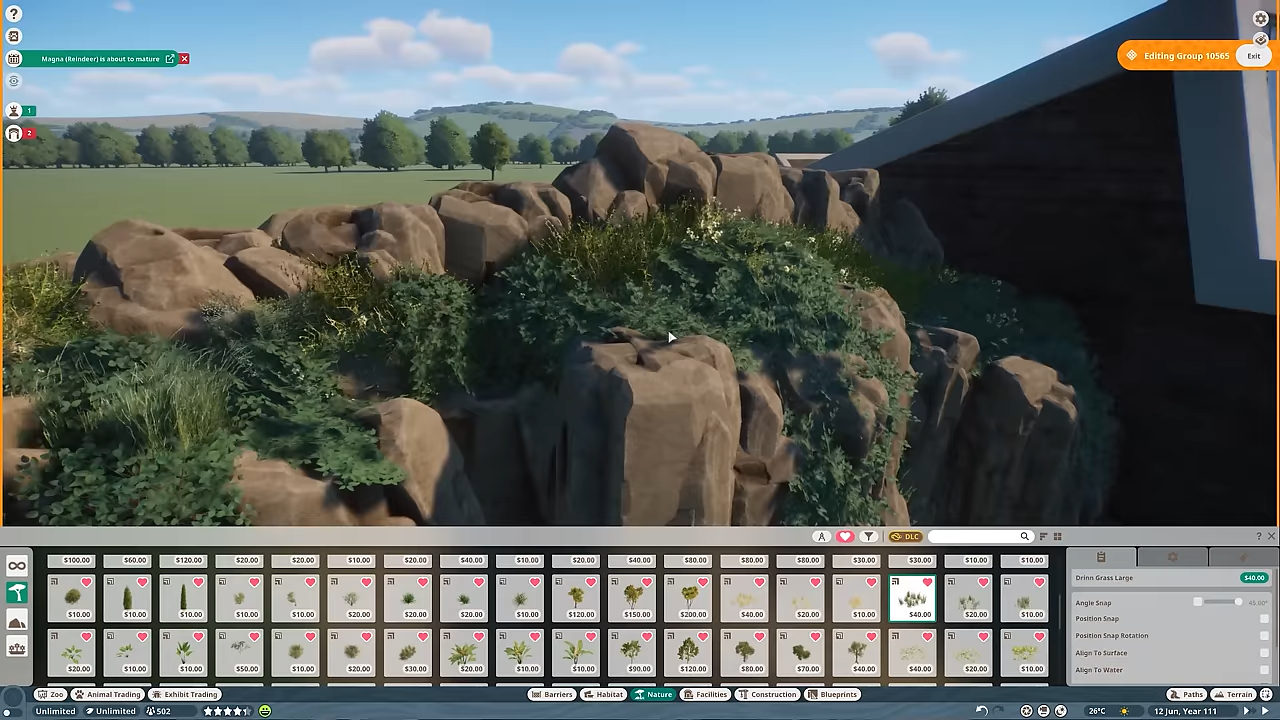 ?
Magna (Reindeer) is about to mature
1
2
Editing Group 10565
Exit
DLC
?
$100.00 $60.00 $120.00 $20.00 $20.00 $10.00 $20.00 $40.00 $10.00 $20.00 $40.00 $80.00 $80.00 $80.00 $30.00 $30.00 $10.00 $10.00
$10.00 $10.00 $10.00 $10.00 $10.00 $20.00 $20.00 $20.00 $10.00 $120.00 $150.00 $200.00 $40.00 $20.00 $10.00 $40.00 $20.00 $10.00
$20.00 $10.00 $10.00 $50.00 $10.00 $20.00 $30.00 $20.00 $10.00 $10.00 $90.00 $120.00 $80.00 $70.00 $40.00 $40.00 $20.00 $10.00
Drinn Grass Large $40.00
Angle Snap 45.00°
Position Snap
Position Snap Rotation
Align To Surface
Align To Water
Zoo Animal Trading Exhibit Trading Barriers Habitat Nature Facilities Construction Blueprints Paths Terrain
Unlimited Unlimited 502 26°C 12 Jun, Year 111